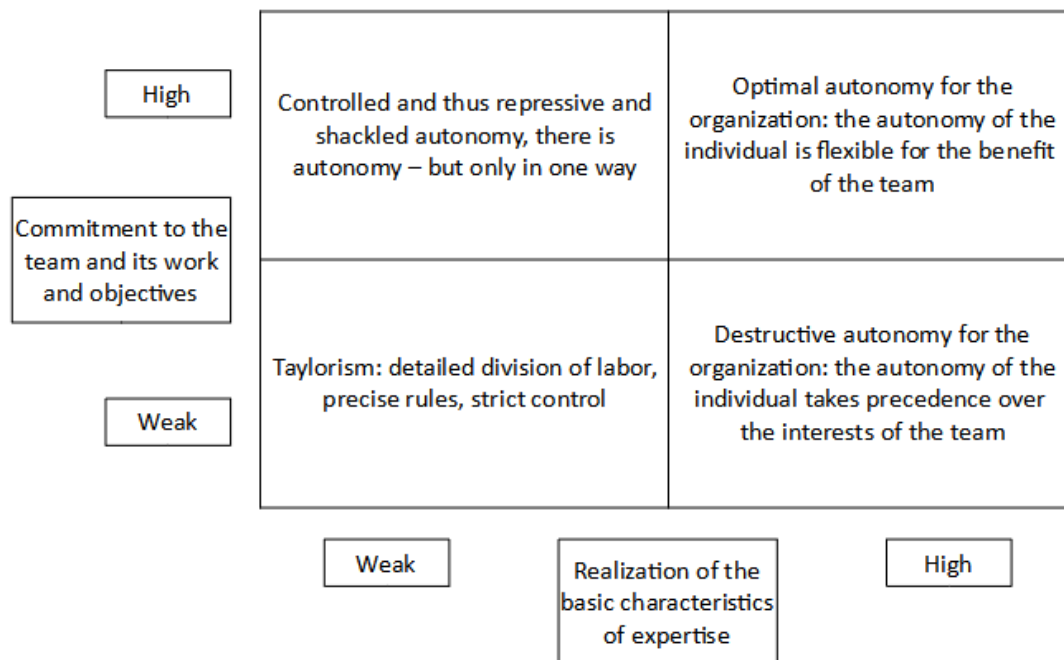 High
Controlled and thus repressive and
shackled autonomy, there is
autonomy – but only in one way
Optimal autonomy for the
organization: the autonomy of the
individual is flexible for the benefit
of the team
Commitment to the
team and its work
and objectives
Taylorism: detailed division of labor,
precise rules, strict control
Destructive autonomy for the
organization: the autonomy of the
individual takes precedence over
the interests of the team
Weak
Weak
Realization of the
basic characteristics
of expertise
High